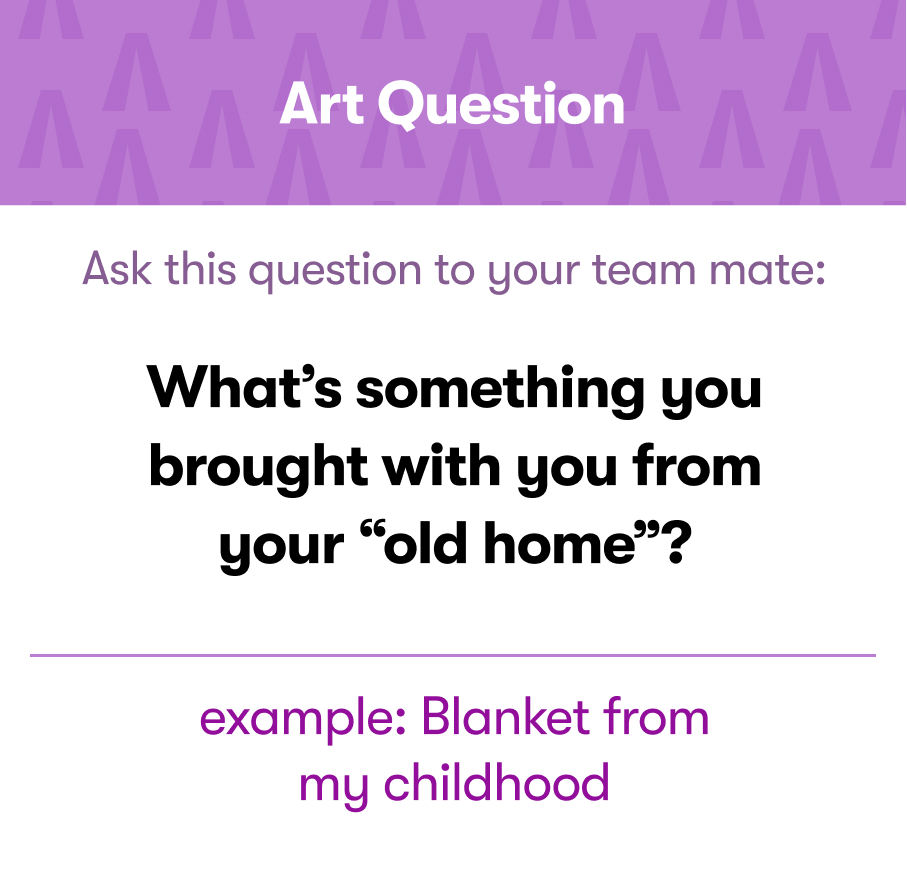 Art Question
Ask this question to your team mate:
What’s something you
brought with you from
your “old home”?
example: Blanket from
my childhood